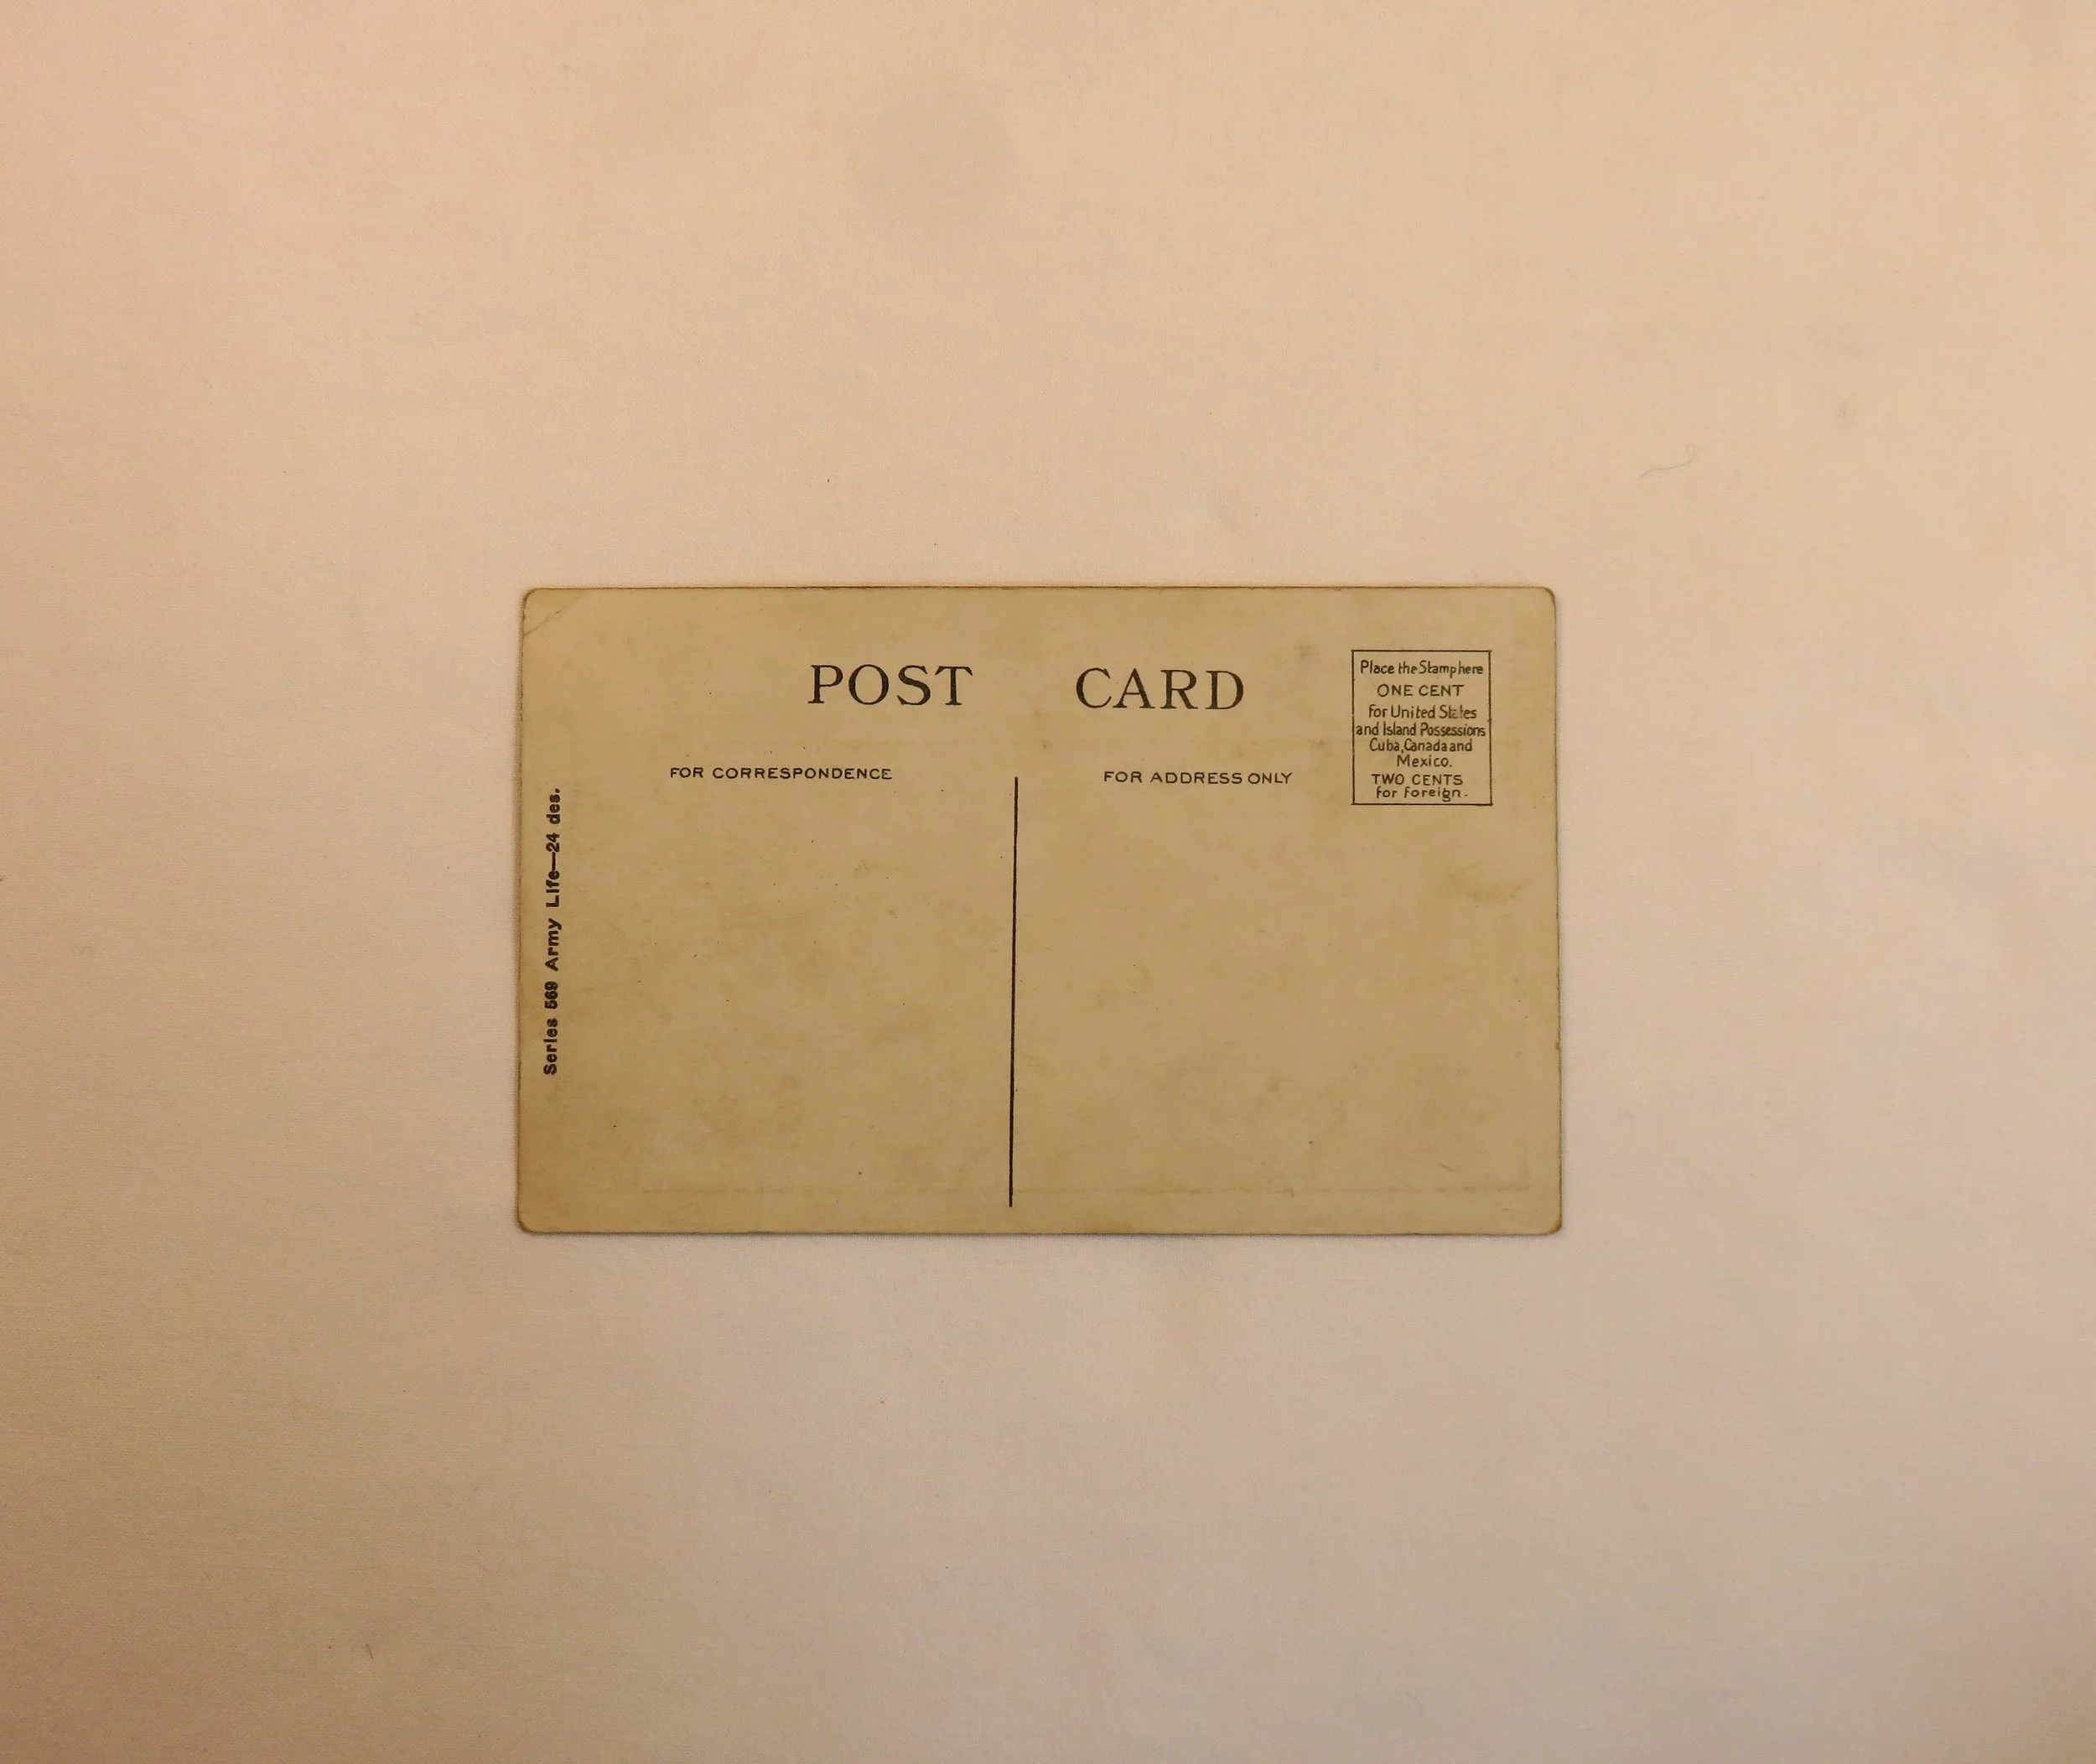 POST CARD
Place the Stamp here
ONE CENT
for United States
and Island Possessions
Cuba, Canada and
Mexico.
TWO CENTS
for foreign.
FOR CORRESPONDENCE
FOR ADDRESS ONLY
Series 569 Army Life—24 des.